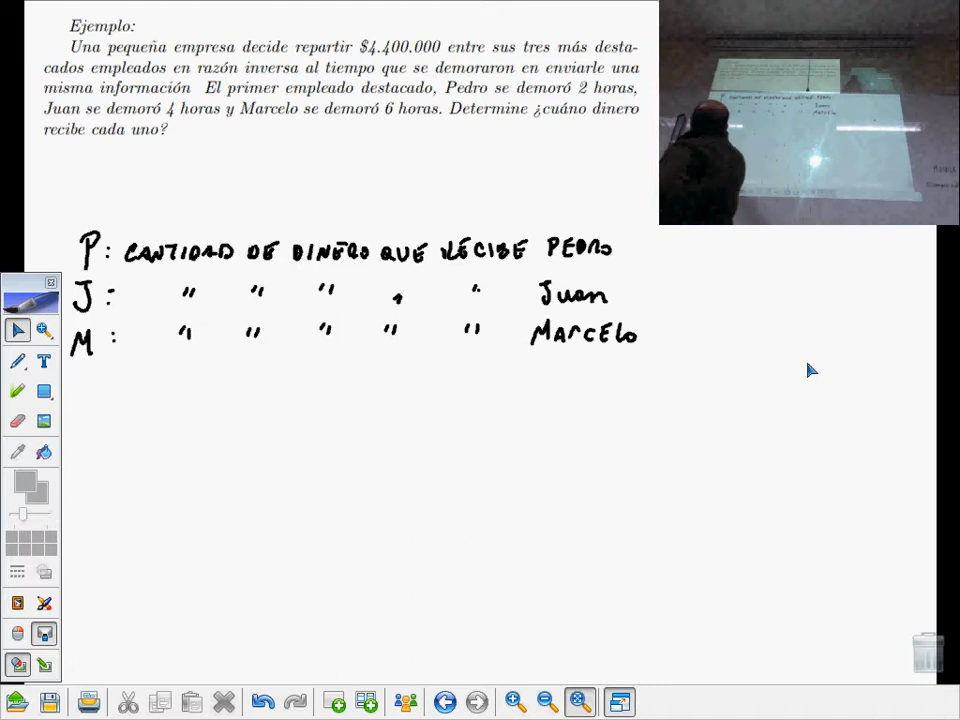 Ejemplo:
Una pequeña empresa decide repartir $4.400.000 entre sus tres más desta-
cados empleados en razón inversa al tiempo que se demoraron en enviarle una
misma información El primer empleado destacado, Pedro se demoró 2 horas,
Juan se demoró 4 horas y Marcelo se demoró 6 horas. Determine ¿cuáno dinero
recibe cada uno?
P: CANTIDAD DE DINERO QUE RECIBE PEDRO
J: " " " " " Juan
M: " " " " " MARCELO